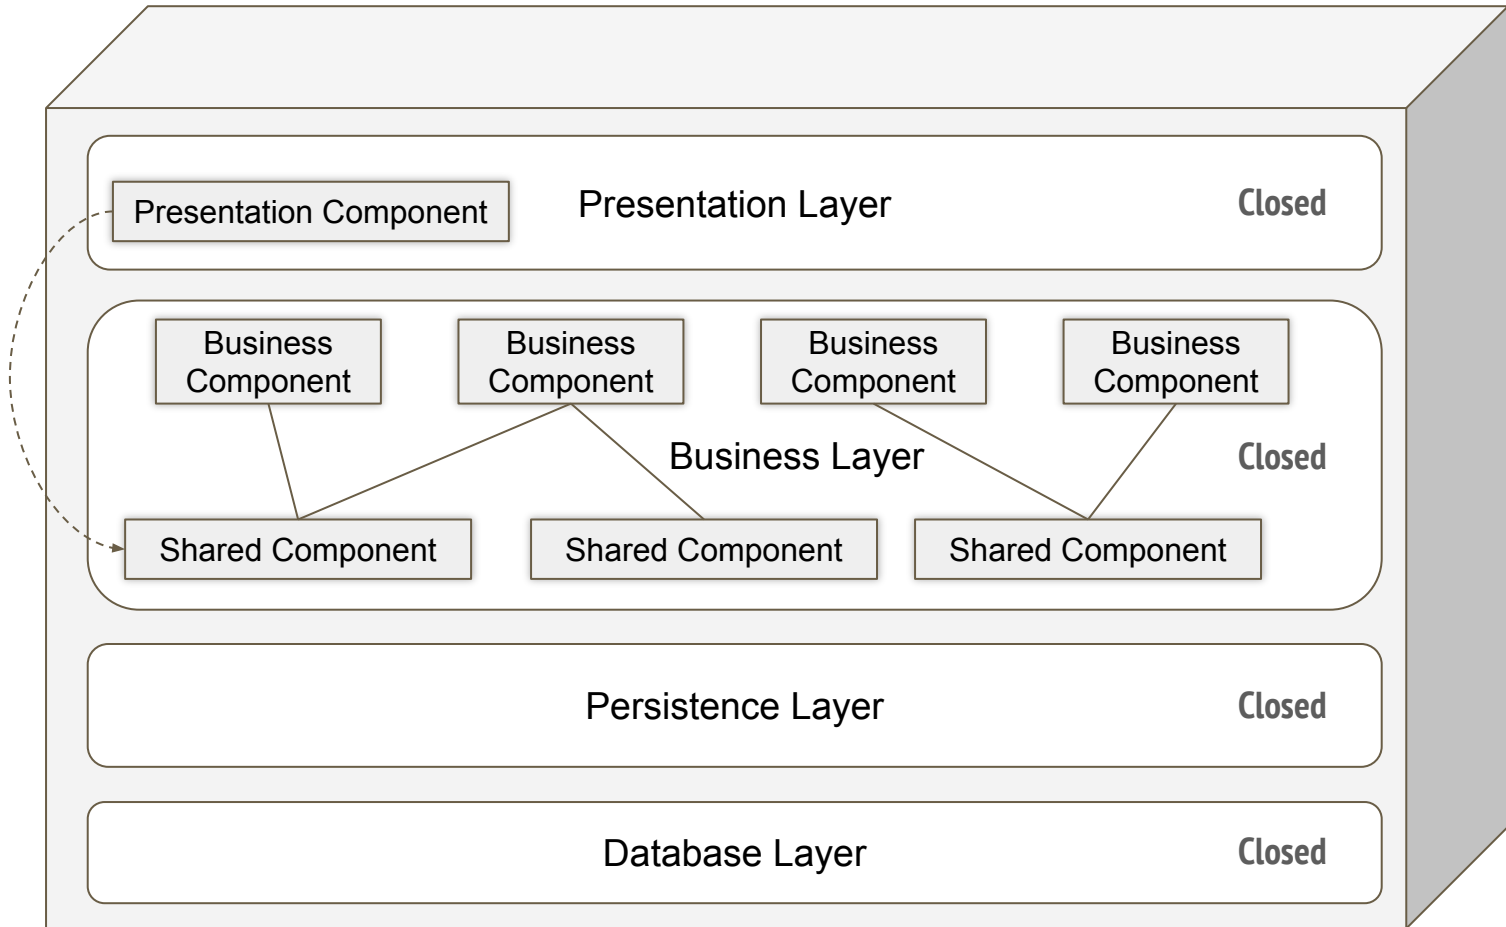 Presentation Component
Presentation Layer
Closed
Business
Component
Business
Component
Business
Component
Business
Component
Business Layer
Closed
Shared Component
Shared Component
Shared Component
Persistence Layer
Closed
Database Layer
Closed